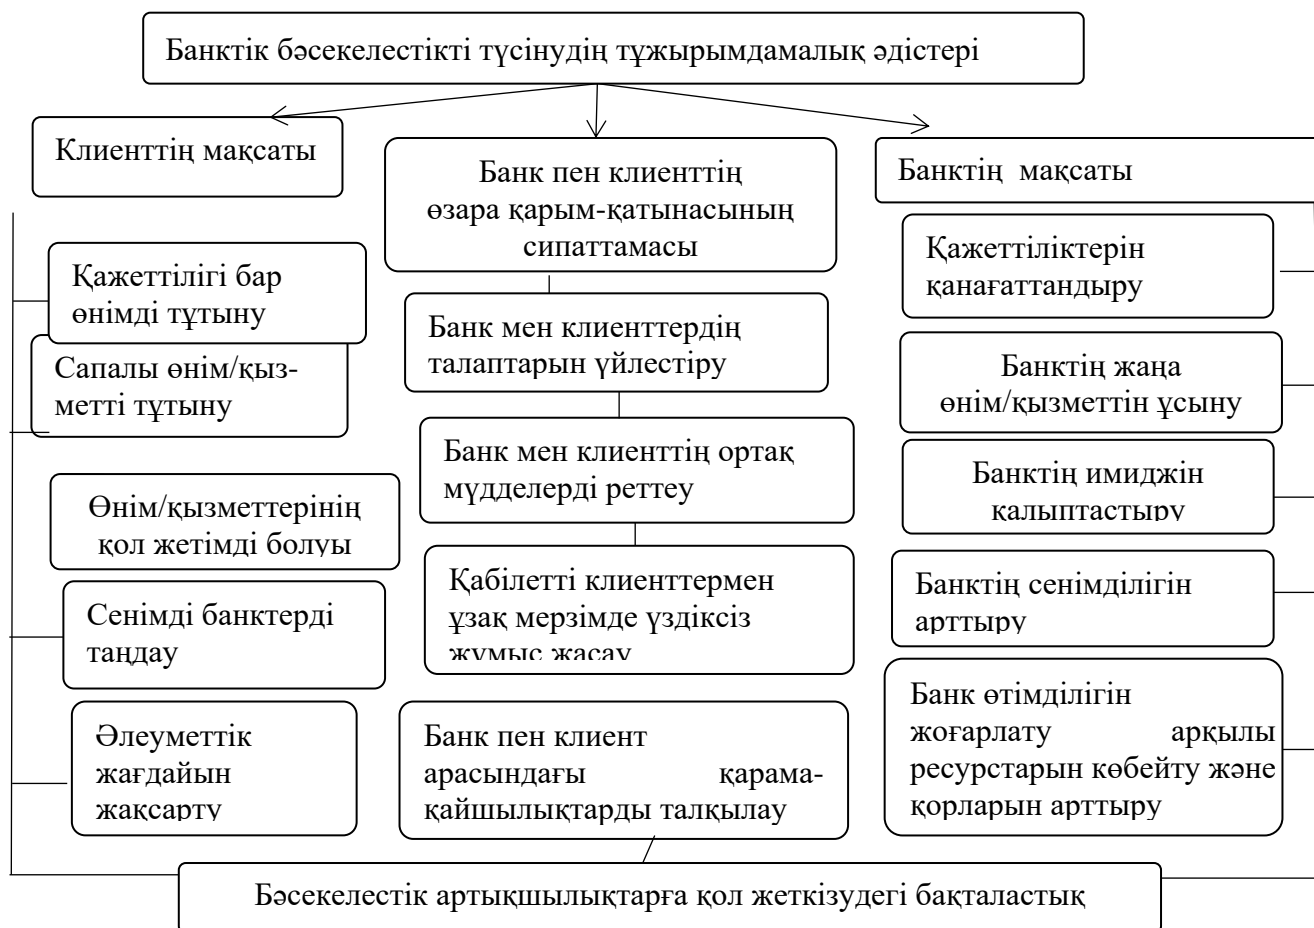 Банктік бәсекелестікті түсінудің тұжырымдамалық әдістері
Клиенттің мақсаты
Қажеттілігі бар
өнімді тұтыну
Сапалы өнім/қыз-
метті тұтыну
Өнім/қызметтерінің
қол жетімді болуы
Сенімді банктерді
таңдау
Әлеуметтік
жағдайын
жақсарту
Банк пен клиенттің
өзара қарым-қатынасының
сипаттамасы
Банк мен клиенттердің
талаптарын үйлестіру
Банк мен клиенттің ортақ
мүдделерді реттеу
Қабілетті клиенттермен
ұзақ мерзімде үздіксіз
жұмыс жасау
Банк пен клиент
арасындағы қарама-
қайшылықтарды талқылау
Банктің мақсаты
Қажеттіліктерін
қанағаттандыру
Банктің жаңа
өнім/қызметтін ұсыну
Банктің имиджін
қалыптастыру
Банктің сенімділігін
арттыру
Банк өтімділігін
жоғарлату арқылы
ресурстарын көбейту және
қорларын арттыру
Бәсекелестік артықшылықтарға қол жеткізудегі бақталастық